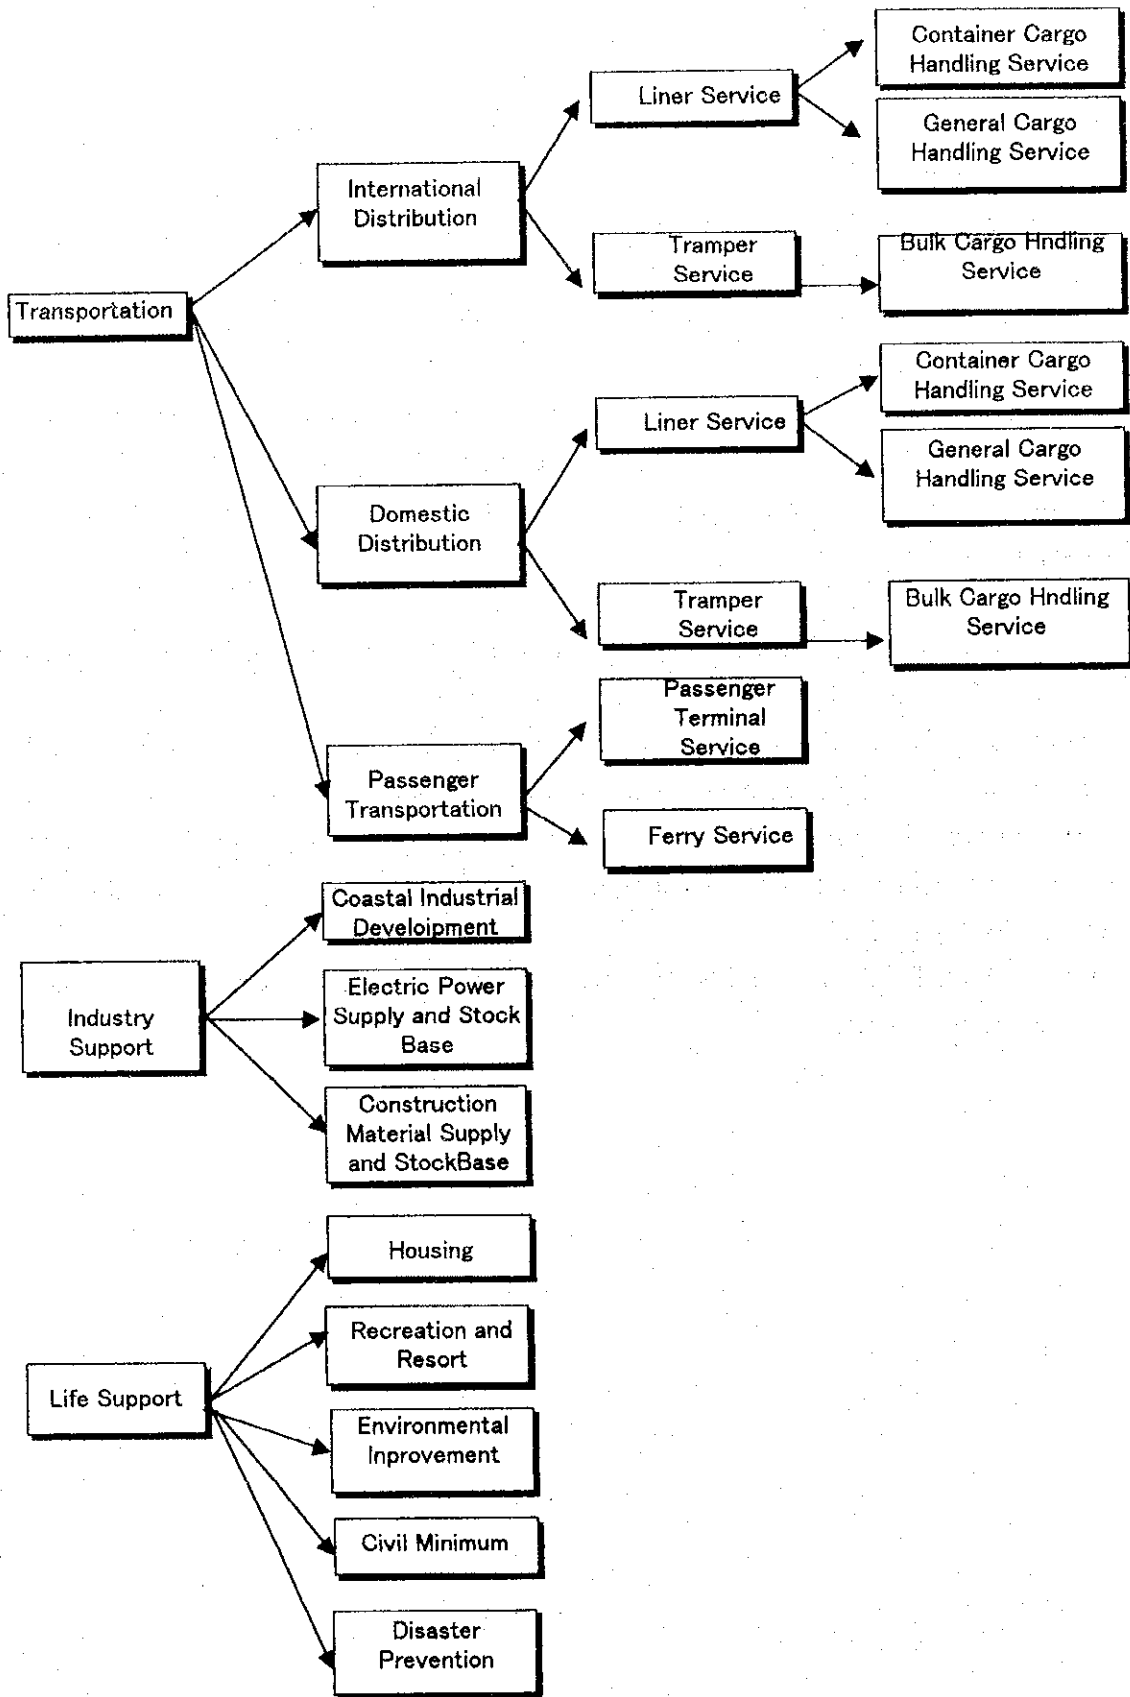 Container Cargo
Handling Service
Liner Service
General Cargo
Handling Service
International
Distribution
Tramper
Service
Bulk Cargo Hndling
Service
Transportation
Container Cargo
Handling Service
Liner Service
General Cargo
Handling Service
Domestic
Distribution
Tramper
Service
Bulk Cargo Hndling
Service
Passenger
Terminal
Service
Passenger
Transportation
Ferry Service
Coastal Industrial
Develoipment
Electric Power
Supply and Stock
Base
Industry
Support
Construction
Material Supply
and StockBase
Housing
Recreation and
Resort
Life Support
Environmental
Inprovement
Civil Minimum
Disaster
Prevention